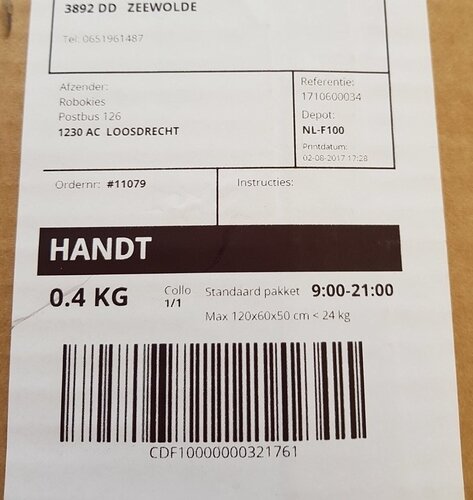 3892 DD ZEEWOLDE
Tel: 0651961487
Afzender:
Robokies
Postbus 126
1230 AC LOOSDRECHT
Referentie:
1710600034
Depot:
NL-F100
Printdatum:
02-08-2017 17:28
Ordernr: #11079
Instructies:
HANDT
0.4 KG
Collo
1/1
Standaard pakket 9:00-21:00
Max 120x60x50 cm < 24 kg
CDF10000000321761